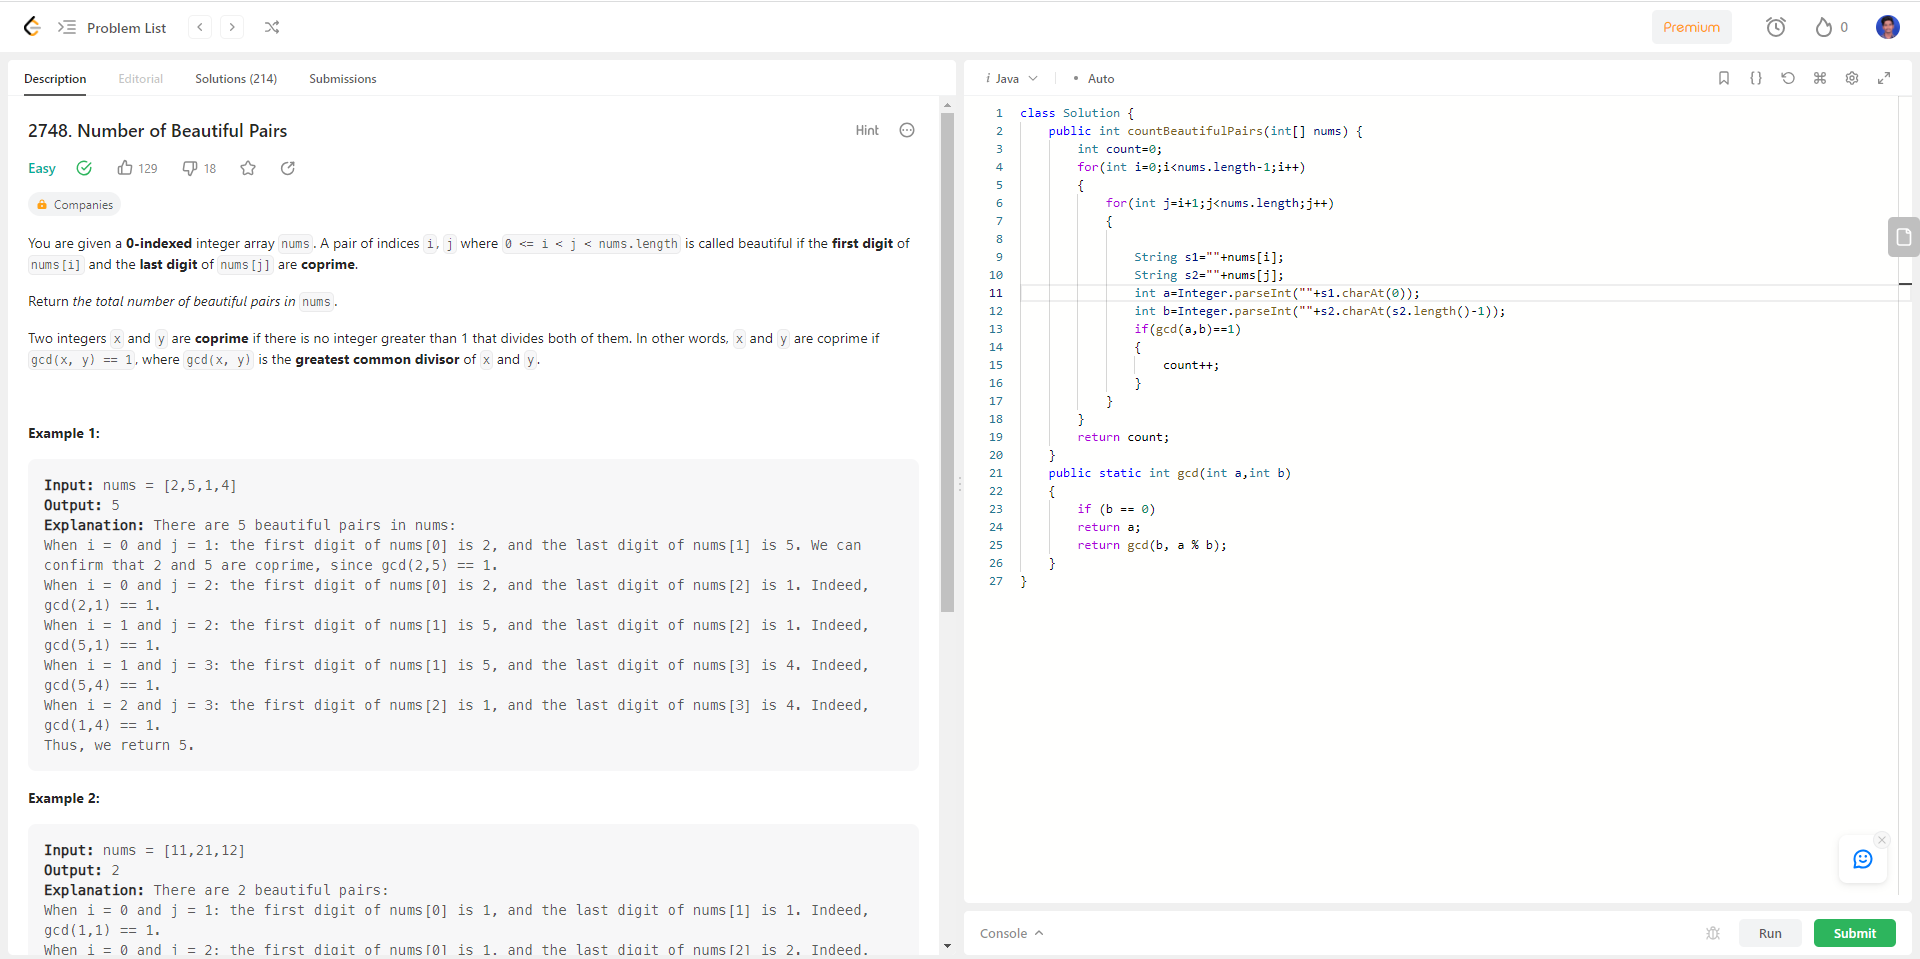 Problem List
Premium
0
Description Editorial Solutions (214) Submissions
2748. Number of Beautiful Pairs
Hint
Easy 129 18
Companies
You are given a 0-indexed integer array nums. A pair of indices i, j where 0 <= i < j < nums.length is called beautiful if the first digit of
nums[i] and the last digit of nums[j] are coprime.
Return the total number of beautiful pairs in nums.
Two integers x and y are coprime if there is no integer greater than 1 that divides both of them. In other words, x and y are coprime if
gcd(x, y) == 1, where gcd(x, y) is the greatest common divisor of x and y.
Example 1:
Input: nums = [2,5,1,4]
Output: 5
Explanation: There are 5 beautiful pairs in nums:
When i = 0 and j = 1: the first digit of nums[0] is 2, and the last digit of nums[1] is 5. We can
confirm that 2 and 5 are coprime, since gcd(2,5) == 1.
When i = 0 and j = 2: the first digit of nums[0] is 2, and the last digit of nums[2] is 1. Indeed,
gcd(2,1) == 1.
When i = 1 and j = 2: the first digit of nums[1] is 5, and the last digit of nums[2] is 1. Indeed,
gcd(5,1) == 1.
When i = 1 and j = 3: the first digit of nums[1] is 5, and the last digit of nums[3] is 4. Indeed,
gcd(5,4) == 1.
When i = 2 and j = 3: the first digit of nums[2] is 1, and the last digit of nums[3] is 4. Indeed,
gcd(1,4) == 1.
Thus, we return 5.
Example 2:
Input: nums = [11,21,12]
Output: 2
Explanation: There are 2 beautiful pairs:
When i = 0 and j = 1: the first digit of nums[0] is 1, and the last digit of nums[1] is 1. Indeed,
gcd(1,1) == 1.
When i = 0 and j = 2: the first digit of nums[0] is 1, and the last digit of nums[2] is 2. Indeed,
i Java • Auto
1 class Solution {
2 public int countBeautifulPairs(int[] nums) {
3 int count=0;
4 for(int i=0;i<nums.length-1;i++)
5 {
6 for(int j=i+1;j<nums.length;j++)
7 {
8
9 String s1=""+nums[i];
10 String s2=""+nums[j];
11 int a=Integer.parseInt(""+s1.charAt(0));
12 int b=Integer.parseInt(""+s2.charAt(s2.length()-1));
13 if(gcd(a,b)==1)
14 {
15 count++;
16 }
17 }
18 }
19 return count;
20 }
21 public static int gcd(int a,int b)
22 {
23 if (b == 0)
24 return a;
25 return gcd(b, a % b);
26 }
27 }
Console
Run
Submit